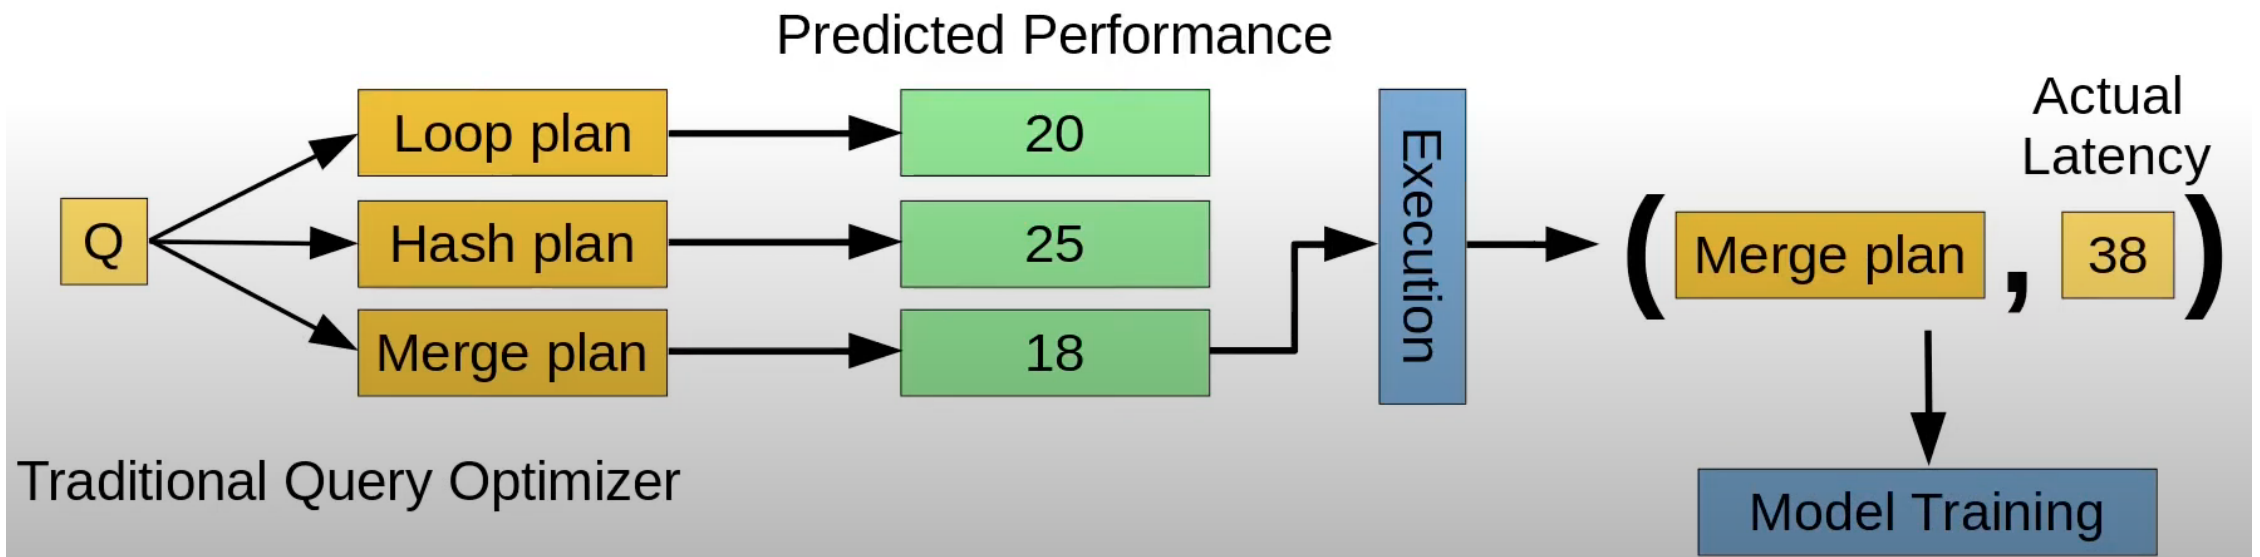 Predicted Performance
Actual
Latency
Q
Loop plan
20
Hash plan
25
Merge plan
18
Execution
( Merge plan , 38 )
Traditional Query Optimizer
Model Training